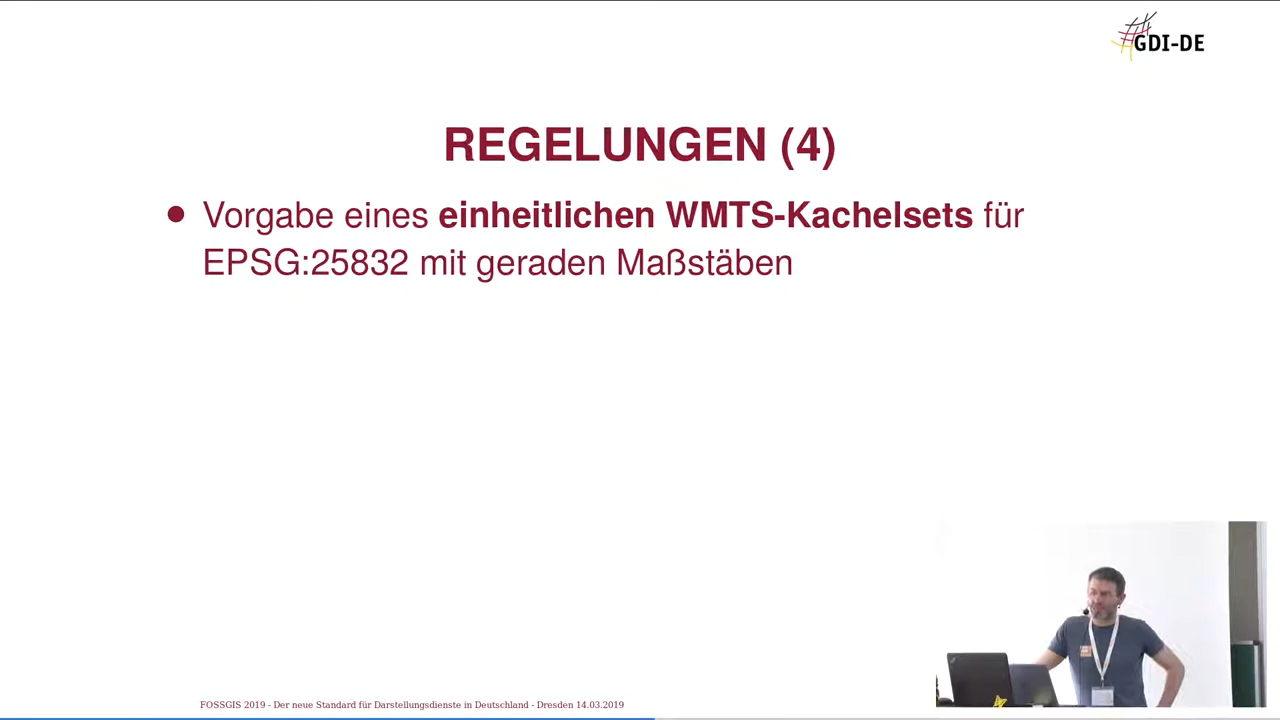 GDI-DE
REGELUNGEN (4)
Vorgabe eines einheitlichen WMTS-Kachelsets für
EPSG:25832 mit geraden Maßstäben
FOSSGIS 2019 - Der neue Standard für Darstellungsdienste in Deutschland - Dresden 14.03.2019